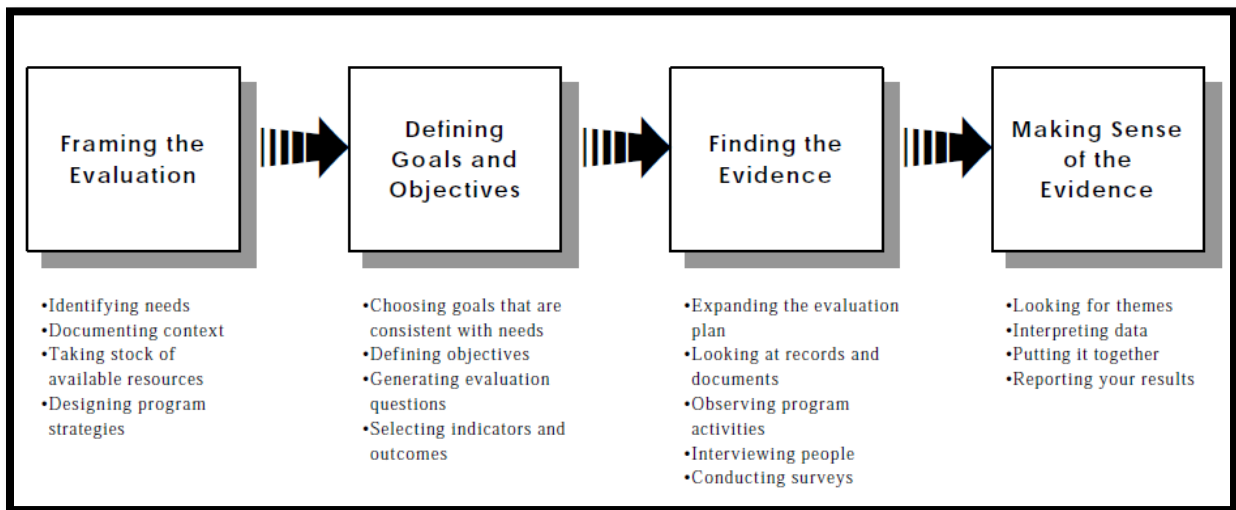 Framing the
Evaluation
Defining
Goals and
Objectives
Finding the
Evidence
Making Sense
of the
Evidence
•Identifying needs
•Documenting context
•Taking stock of
available resources
•Designing program
strategies
•Choosing goals that are
consistent with needs
•Defining objectives
•Generating evaluation
questions
•Selecting indicators and
outcomes
•Expanding the evaluation
plan
•Looking at records and
documents
•Observing program
activities
•Interviewing people
•Conducting surveys
•Looking for themes
•Interpreting data
•Putting it together
•Reporting your results